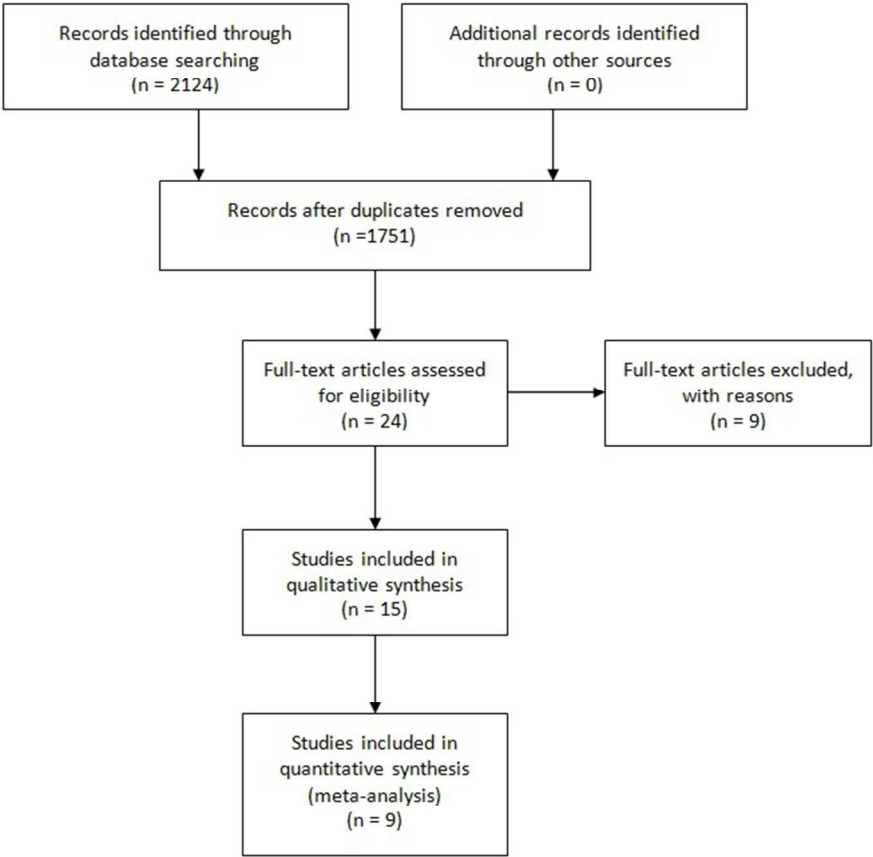 Records identified through
database searching
(n = 2124)
Additional records identified
through other sources
(n = 0)
Records after duplicates removed
(n =1751)
Full-text articles assessed
for eligibility
(n = 24)
Full-text articles excluded,
with reasons
(n = 9)
Studies included in
qualitative synthesis
(n = 15)
Studies included in
quantitative synthesis
(meta-analysis)
(n = 9)